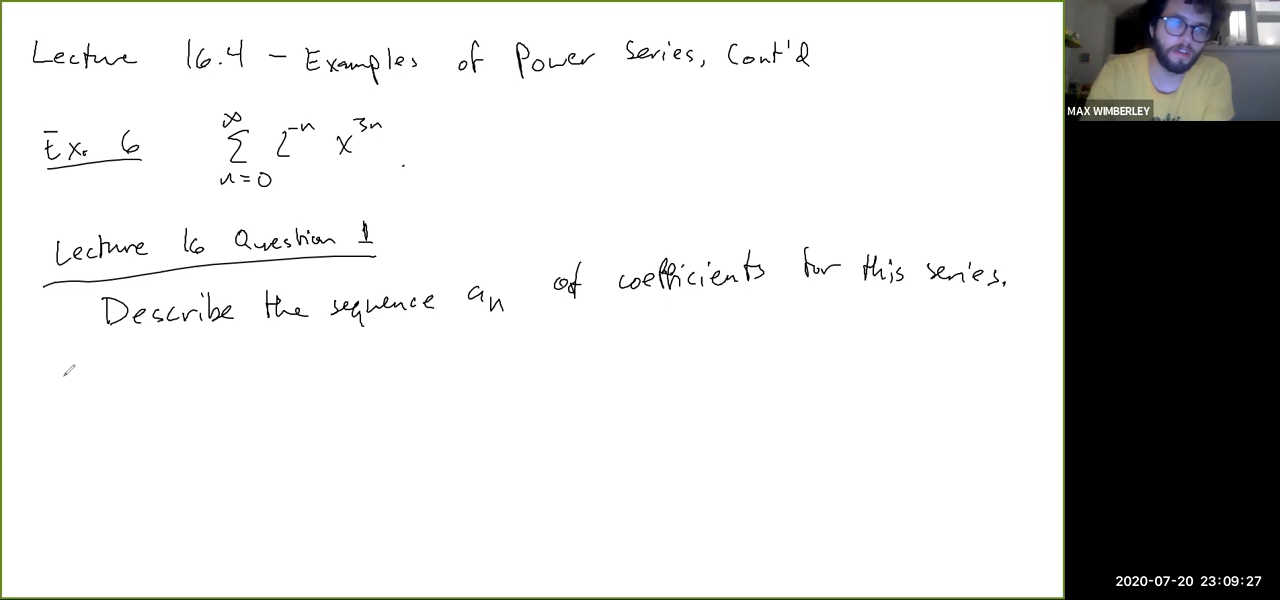 Lecture 16.4 - Examples of Power Series, Cont'd
MAX WIMBERLEY
Ex. 6 ∞ Σ n=0 2^{-n} x^{3n}.
Lecture 16 Question 1
Describe the sequence a_n of coefficients for this series.
2020-07-20 23:09:27